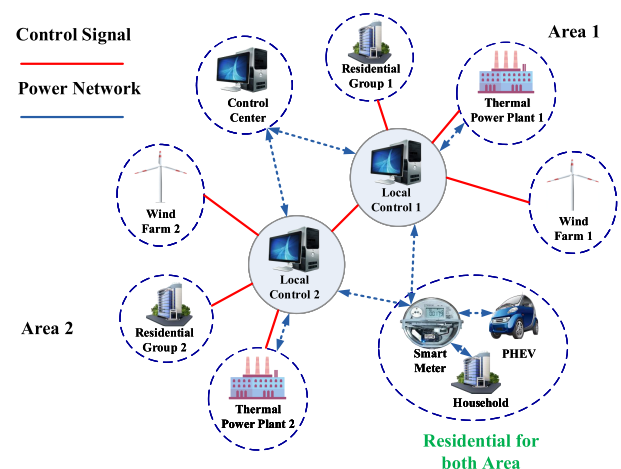 Control Signal
Power Network
Area 1
Residential
Group 1
Thermal
Power Plant 1
Control
Center
Local
Control 1
Wind
Farm 2
Wind
Farm 1
Local
Control 2
Area 2
Residential
Group 2
Smart
Meter
PHEV
Household
Thermal
Power Plant 2
Residential for
both Area